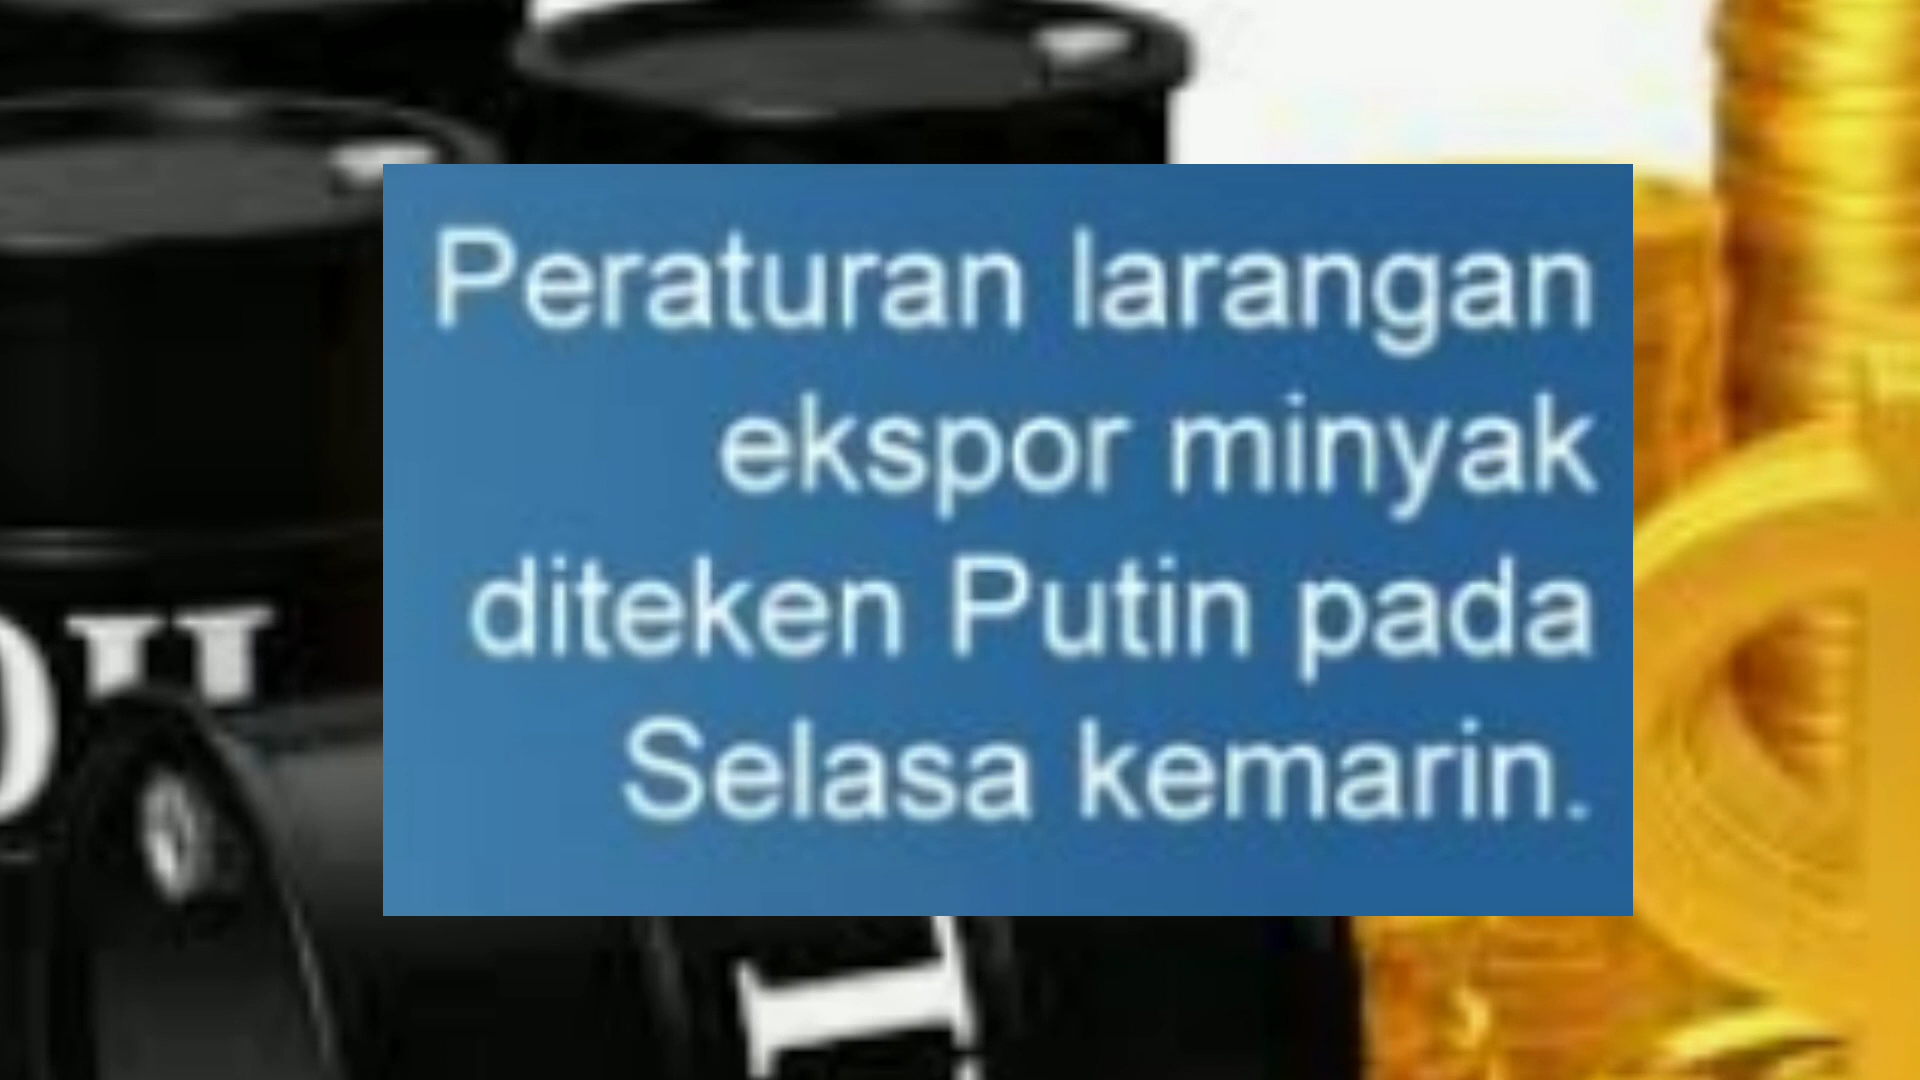 Peraturan larangan
ekspor minyak
diteken Putin pada
Selasa kemarin.